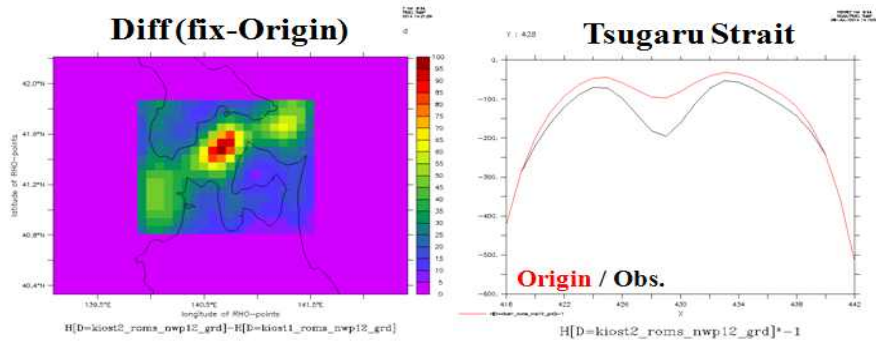 Diff (fix-Origin)
42.0°N
41.6°N
41.2°N
40.8°N
40.4°N
latitude of RHO-points
139.5°E
140.5°E
141.5°E
longitude of RHO-points
100
95
90
85
80
75
70
65
60
55
50
45
40
35
30
25
20
15
10
5
0
H[D=kiost2_roms_nwp12_grd]-H[D=kiost1_roms_nwp12_grd]
Y : 428
Tsugaru Strait
0.
-100.
-200.
-300.
-400.
-500.
-600.
Origin / Obs.
418
422
426
430
434
438
442
X
H[D=kiost2_roms_nwp12_grd]*-1